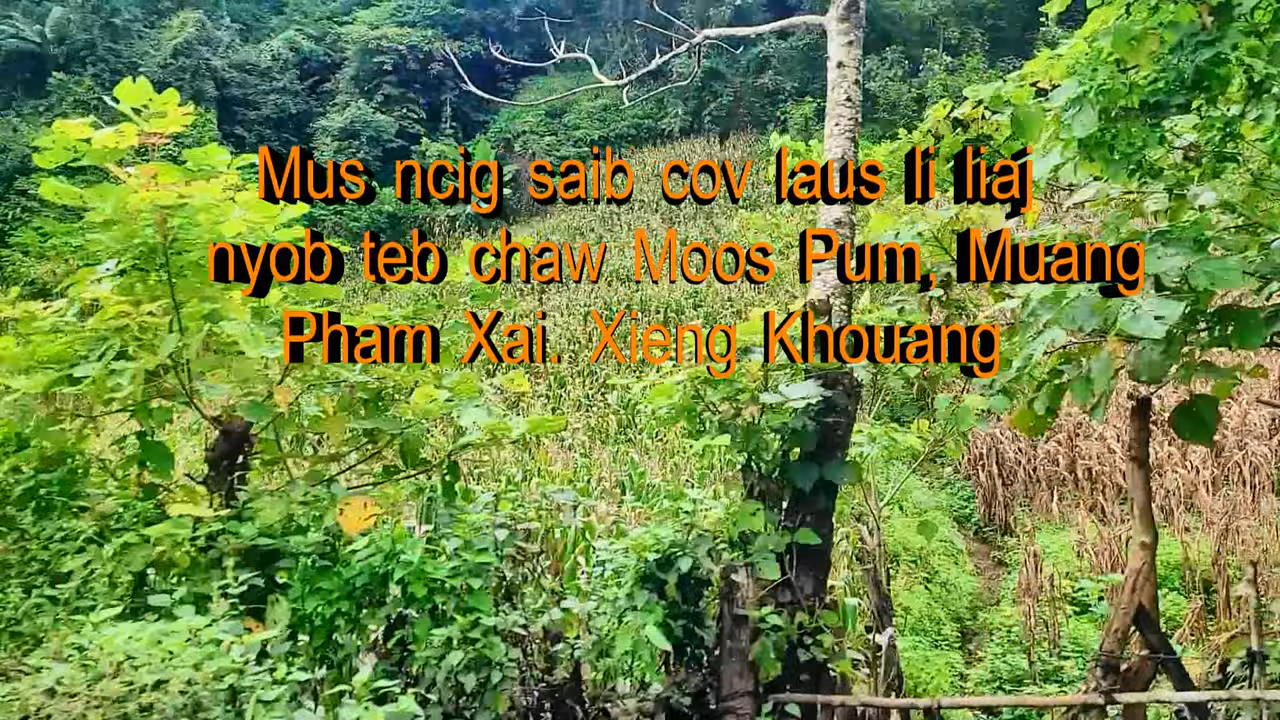 Mus ncig saib cov laus li liaj
nyob teb chaw Moos Pum, Muang
Pham Xai. Xieng Khouang